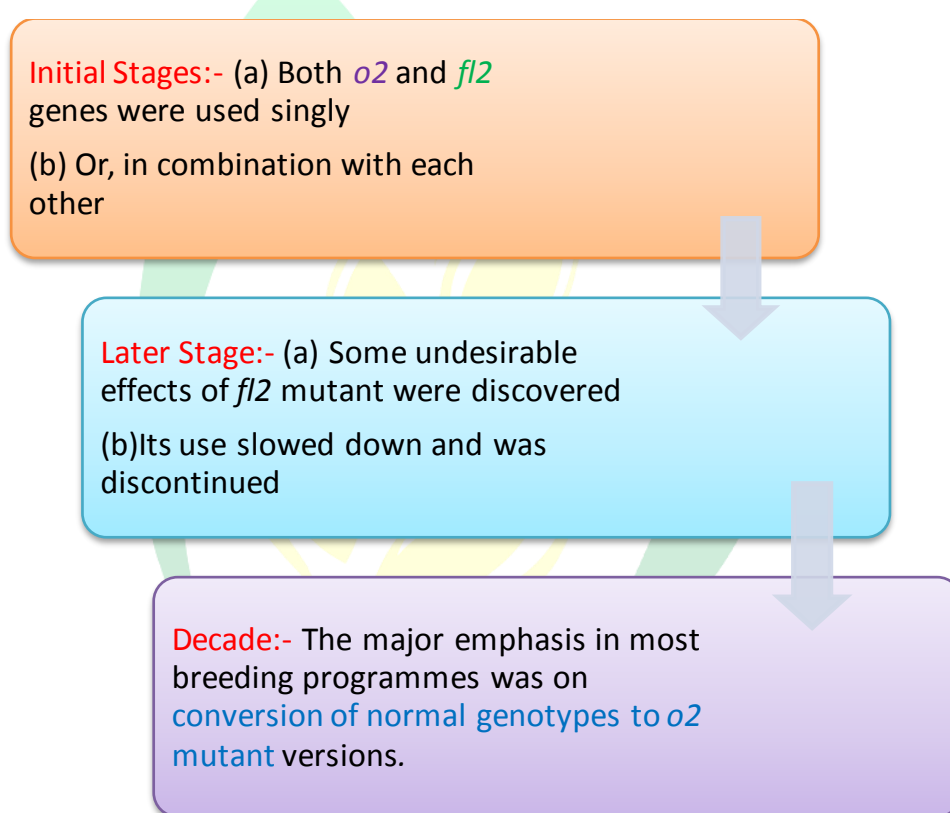 Initial Stages:- (a) Both o2 and fl2
genes were used singly
(b) Or, in combination with each
other
Later Stage:- (a) Some undesirable
effects of fl2 mutant were discovered
(b)Its use slowed down and was
discontinued
Decade:- The major emphasis in most
breeding programmes was on
conversion of normal genotypes to o2
mutant versions.